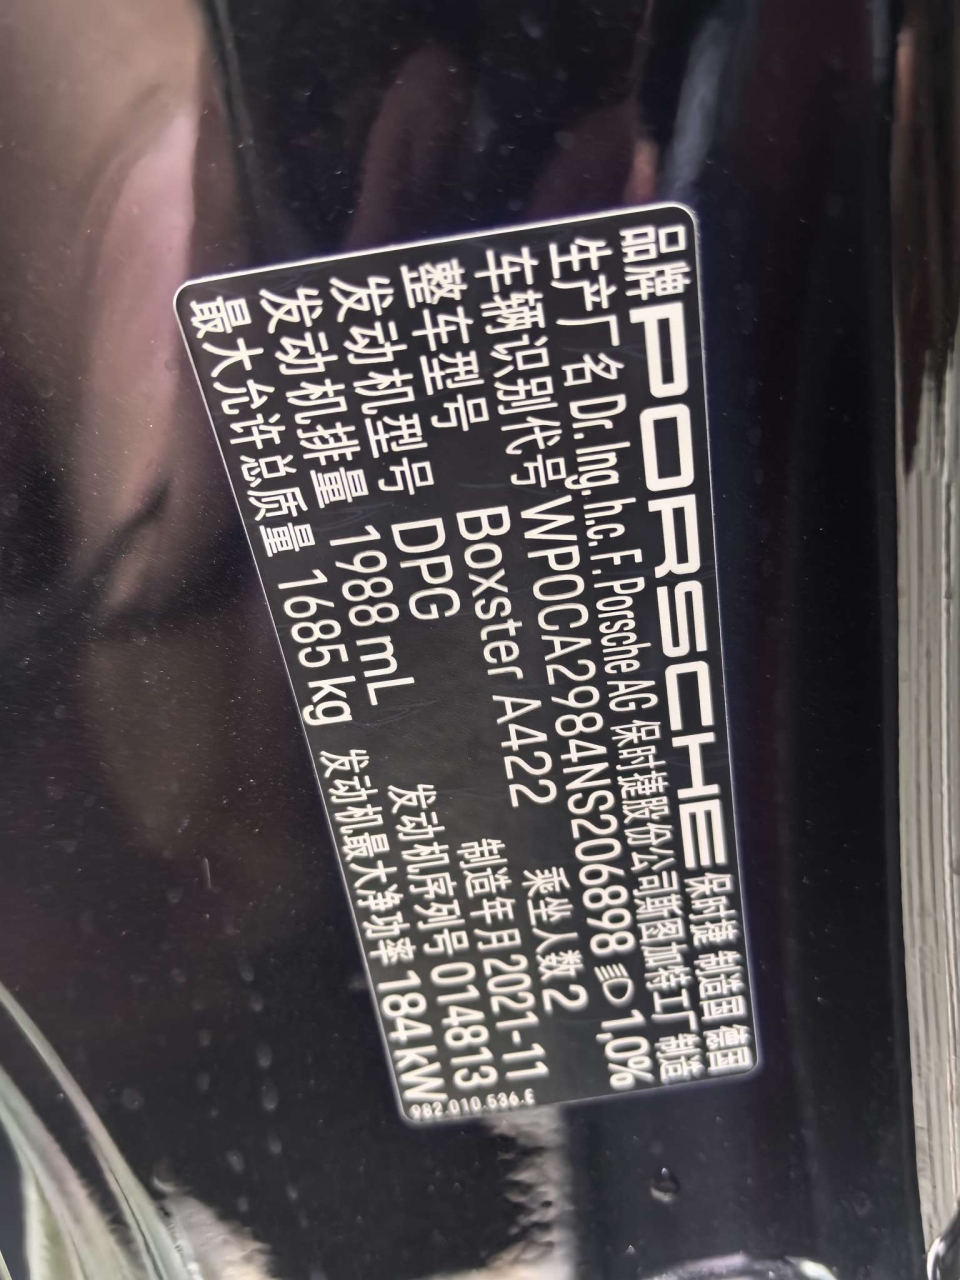 品牌 PORSCHE 保时捷 制造国 德国
生产厂名 Dr. Ing. h.c. F. Porsche AG 保时捷股份公司斯图加特工厂 制造
车辆识别代号 WP0CA2984NS206898 1,0%
整车型号 Boxster A422 乘坐人数 2
发动机型号 DPG 制造年月 2021-11
发动机排量 1988 mL 发动机序列号 014813
最大允许总质量 1685 kg 发动机最大净功率 184 KW
982.010.536.E